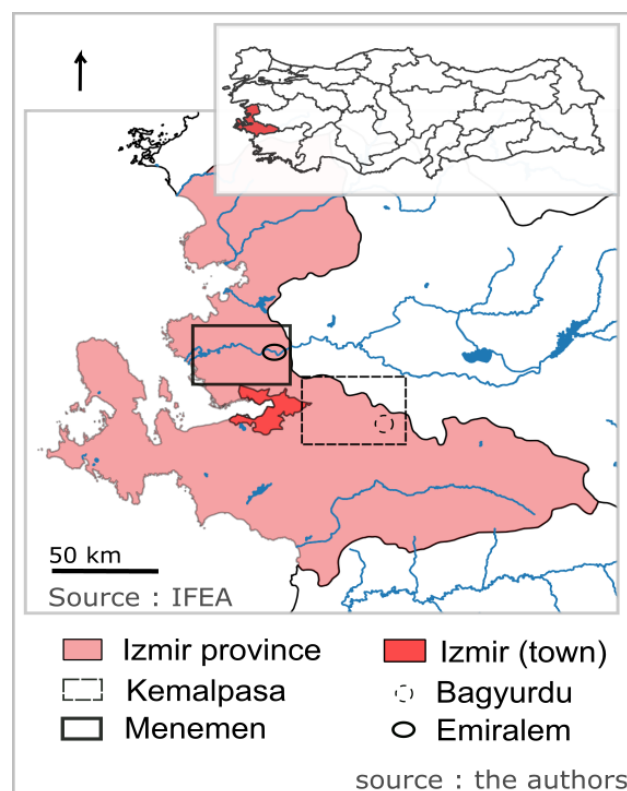 50 km
Source : IFEA
Izmir province
Izmir (town)
Kemalpasa
Bagyurdu
Menemen
Emiralem
source : the authors